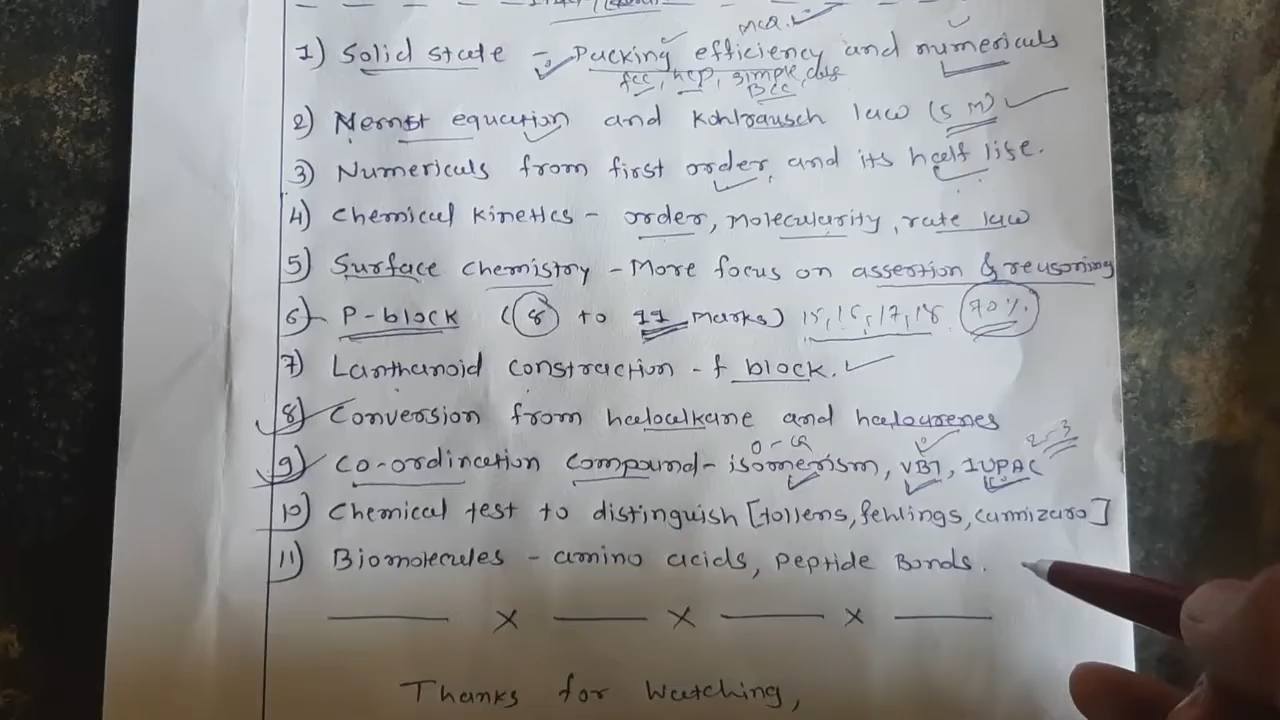 mcq.
1) Solid state - Packing efficiency and numericals
fcc, hcp, simple,
BCC
2) Nernst equation and Kohlrausch law (5 M)
3) Numericals from first order, and its half life.
4) Chemical Kinetics - order, Molecularity, rate law
5) Surface chemistry - More focus on assertion & reasoning
6) P-block (8 to 11 Marks) 15, 16, 17, 18 70%
7) Lanthanoid constraction - f block.
8) Conversion from haloalkane and haloarenes
2-3
9) Co-ordination compound - isomerism, VBT, IUPAC
10) Chemical test to distinguish [tollens, fehlings, cannizaro]
11) Biomolecules - amino acids, Peptide Bonds.
x x x
Thanks for Watching,